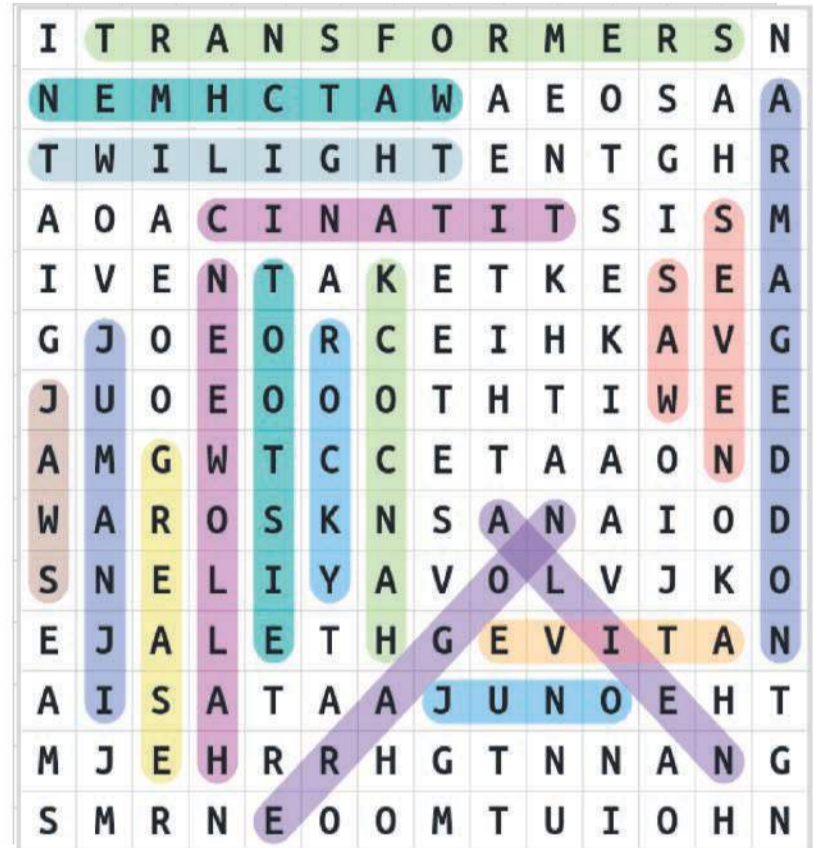 I T R A N S F O R M E R S N
N E M H C T A W A E O S A A
T W I L I G H T E N T G H R
A O A C I N A T I T S I S M
I V E N T A K E T K E S E A
G J O E O R C E I H K A V G
J U O E O O O T H T I W E E
A M G W T C C E T A A O N D
W A R O S K N S A N A I O D
S N E L I Y A V O L V J K O
E J A L E T H G E V I T A N
A I S A T A A J U N O E H T
M J E H R R H G T N N A N G
S M R N E O O M T U I O H N